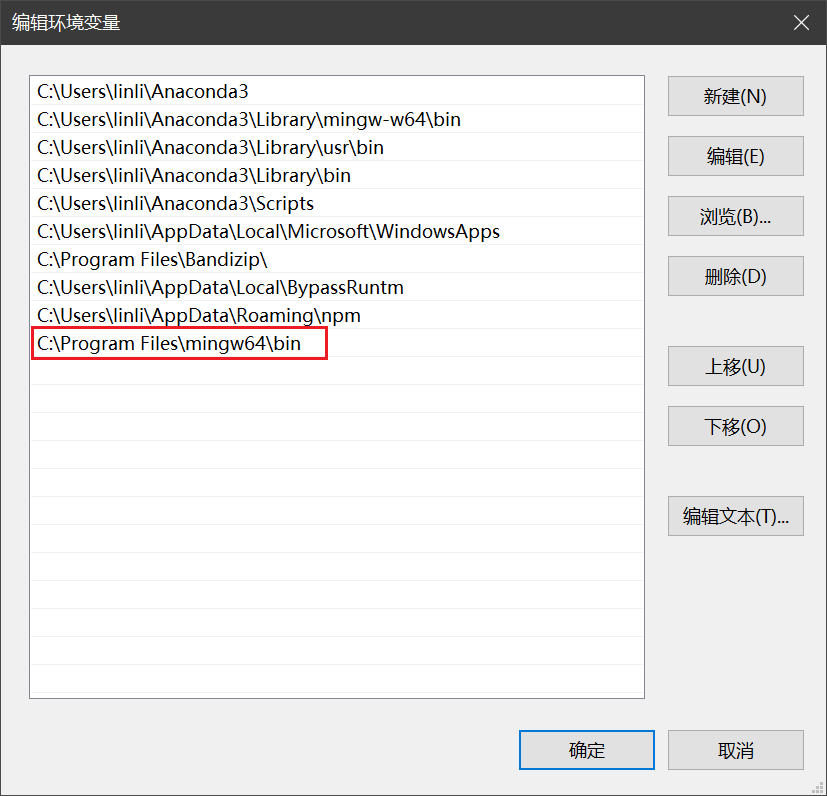 编辑环境变量
C:\Users\linli\Anaconda3
C:\Users\linli\Anaconda3\Library\mingw-w64\bin
C:\Users\linli\Anaconda3\Library\usr\bin
C:\Users\linli\Anaconda3\Library\bin
C:\Users\linli\Anaconda3\Scripts
C:\Users\linli\AppData\Local\Microsoft\WindowsApps
C:\Program Files\Bandizip\
C:\Users\linli\AppData\Local\BypassRuntm
C:\Users\linli\AppData\Roaming\npm
C:\Program Files\mingw64\bin
新建(N)
编辑(E)
浏览(B)...
删除(D)
上移(U)
下移(O)
编辑文本(T)...
确定
取消